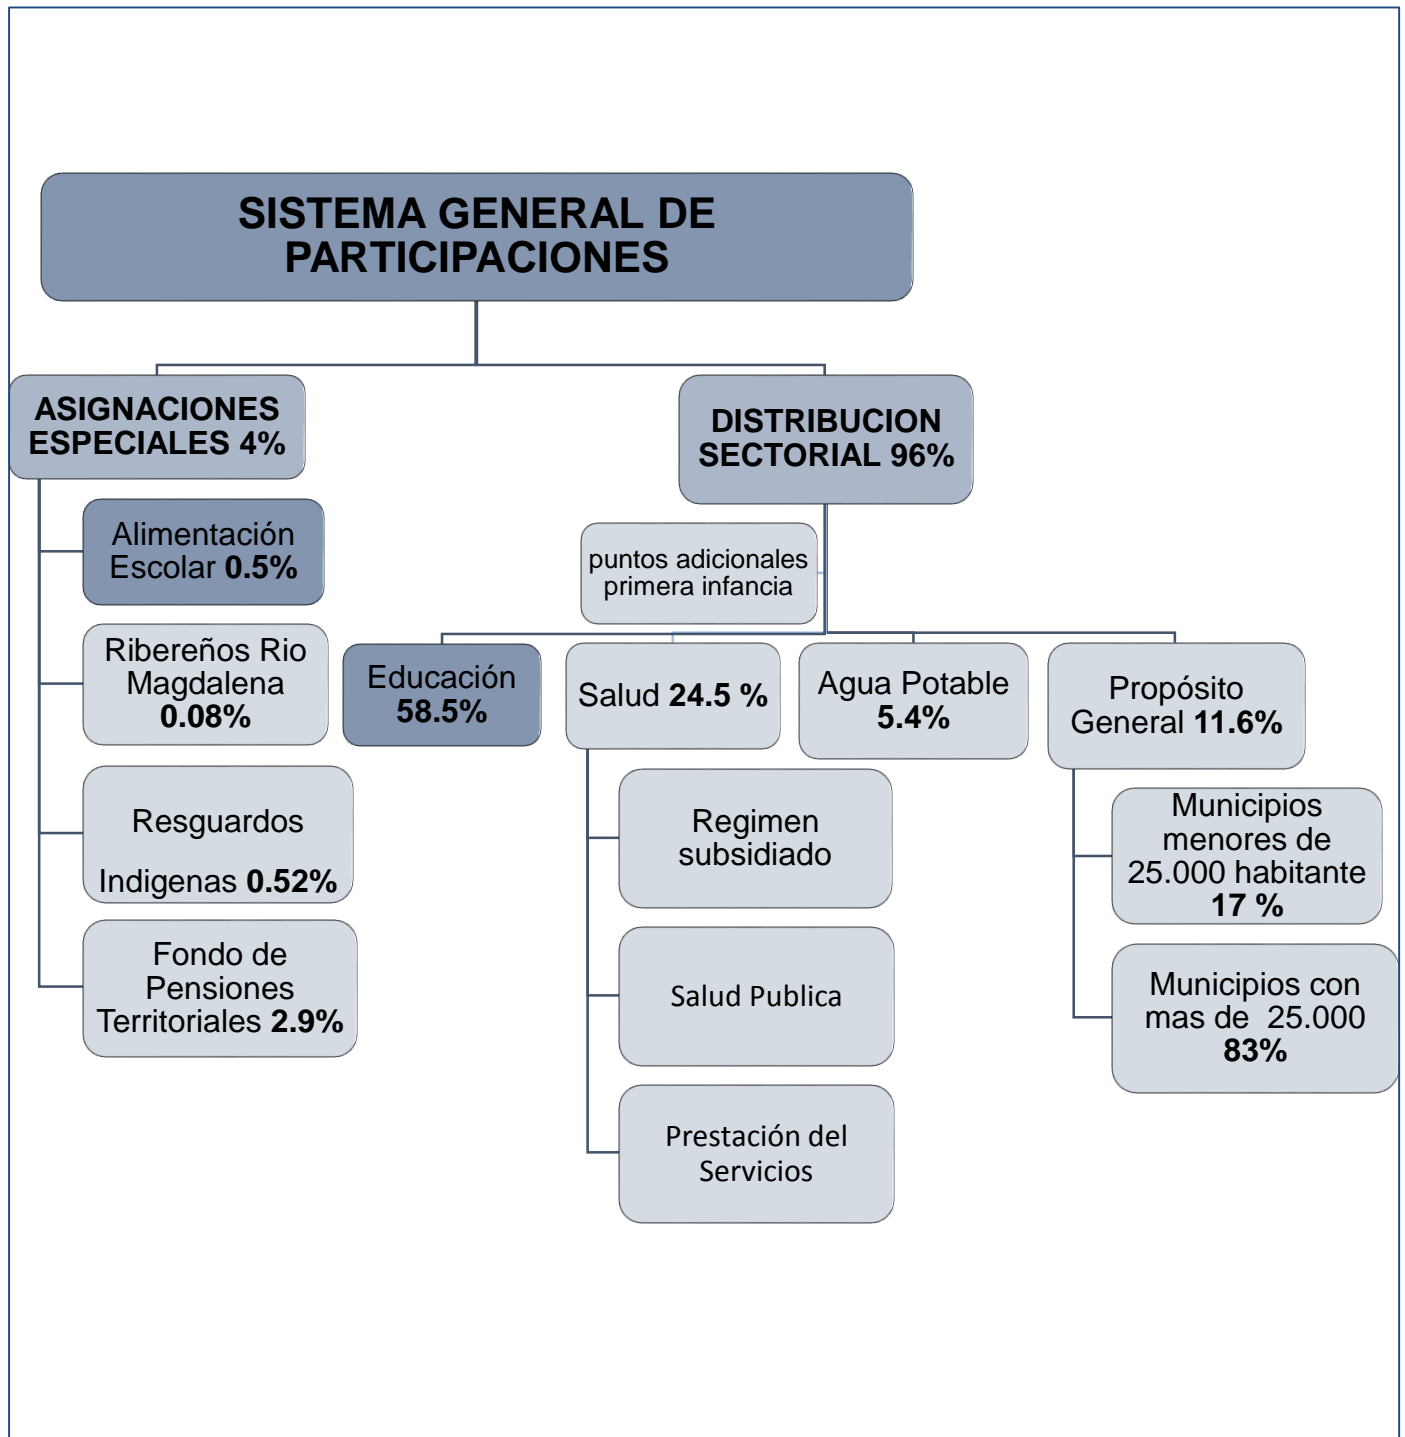 SISTEMA GENERAL DE
PARTICIPACIONES
ASIGNACIONES
ESPECIALES 4%
DISTRIBUCION
SECTORIAL 96%
Alimentación
Escolar 0.5%
Ribereños Rio
Magdalena
0.08%
Resguardos
Indigenas 0.52%
Fondo de
Pensiones
Territoriales 2.9%
puntos adicionales
primera infancia
Educación
58.5%
Salud 24.5 %
Regimen
subsidiado
Salud Publica
Prestación del
Servicios
Agua Potable
5.4%
Propósito
General 11.6%
Municipios
menores de
25.000 habitante
17 %
Municipios con
mas de  25.000
83%